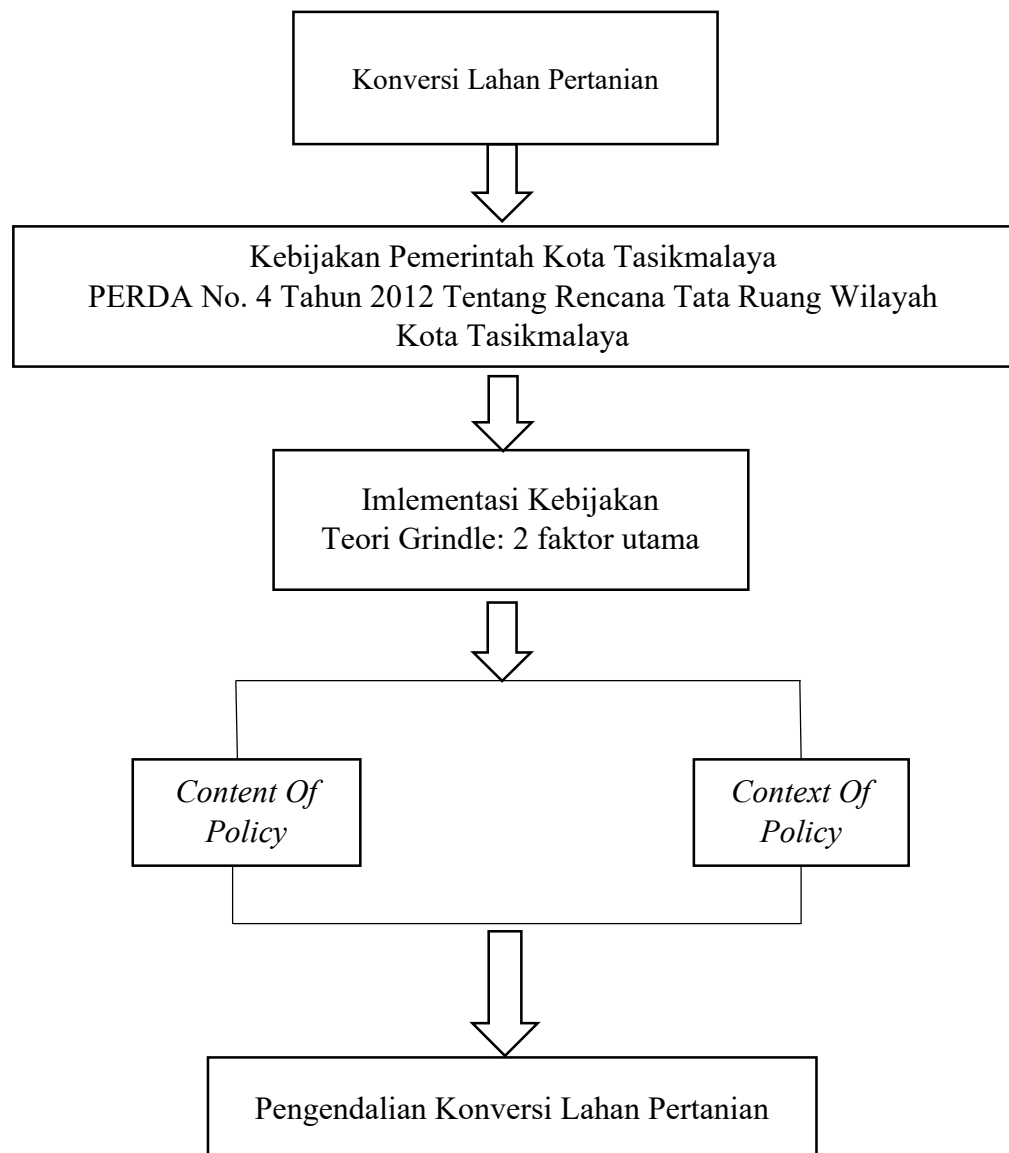 Konversi Lahan Pertanian
Kebijakan Pemerintah Kota Tasikmalaya
PERDA No. 4 Tahun 2012 Tentang Rencana Tata Ruang Wilayah
Kota Tasikmalaya
Imlementasi Kebijakan
Teori Grindle: 2 faktor utama
Content Of
Policy
Context Of
Policy
Pengendalian Konversi Lahan Pertanian